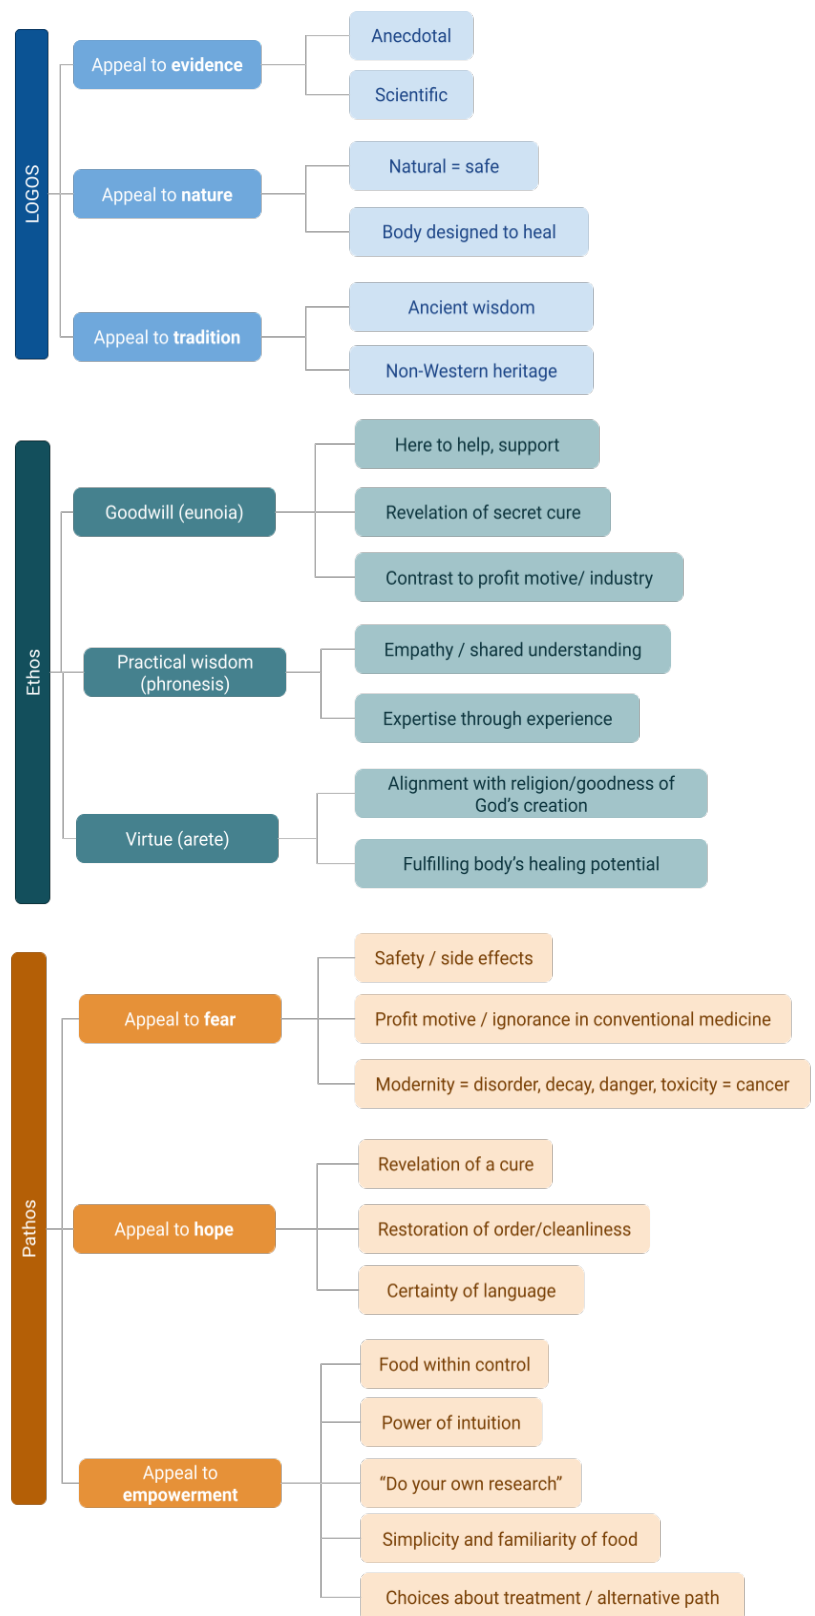 LOGOS
Appeal to evidence
Anecdotal
Scientific
Appeal to nature
Natural = safe
Body designed to heal
Appeal to tradition
Ancient wisdom
Non-Western heritage
Ethos
Goodwill (eunoia)
Here to help, support
Revelation of secret cure
Contrast to profit motive/ industry
Practical wisdom
(phronesis)
Empathy / shared understanding
Expertise through experience
Virtue (arete)
Alignment with religion/goodness of
God’s creation
Fulfilling body’s healing potential
Pathos
Appeal to fear
Safety / side effects
Profit motive / ignorance in conventional medicine
Modernity = disorder, decay, danger, toxicity = cancer
Appeal to hope
Revelation of a cure
Restoration of order/cleanliness
Certainty of language
Appeal to
empowerment
Food within control
Power of intuition
“Do your own research”
Simplicity and familiarity of food
Choices about treatment / alternative path